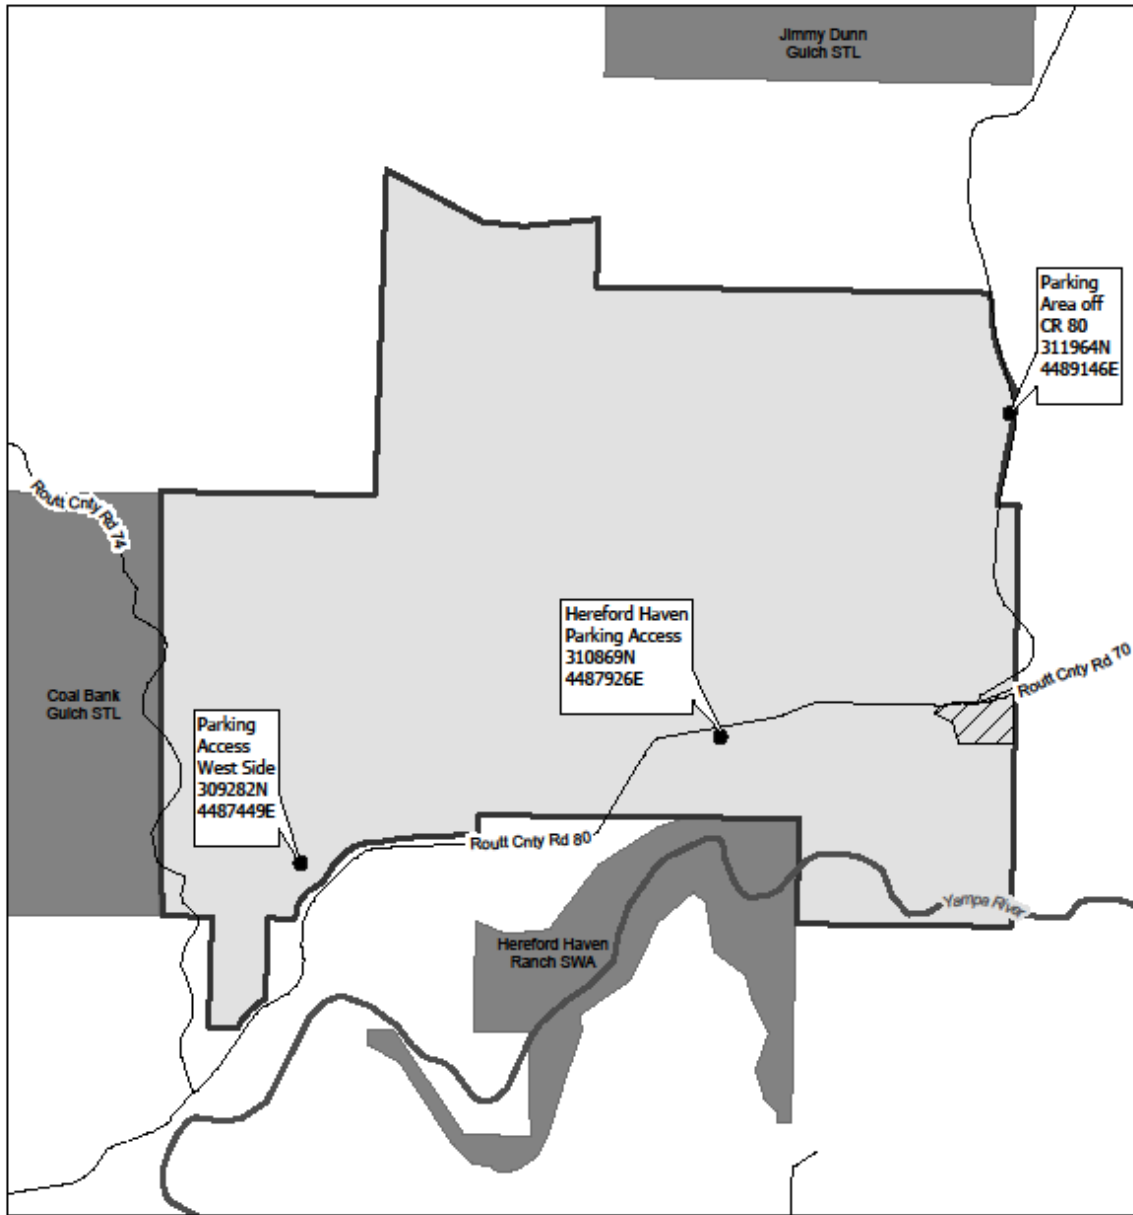 Jimmy Dunn
Gulch STL
Parking
Area off
CR 80
311964N
4489146E
Routt Cnty Rd 74
Hereford Haven
Parking Access
310869N
4487926E
Routt Cnty Rd 70
Coal Bank
Gulch STL
Parking
Access
West Side
309282N
4487449E
Routt Cnty Rd 80
Yampa River
Hereford Haven
Ranch SWA